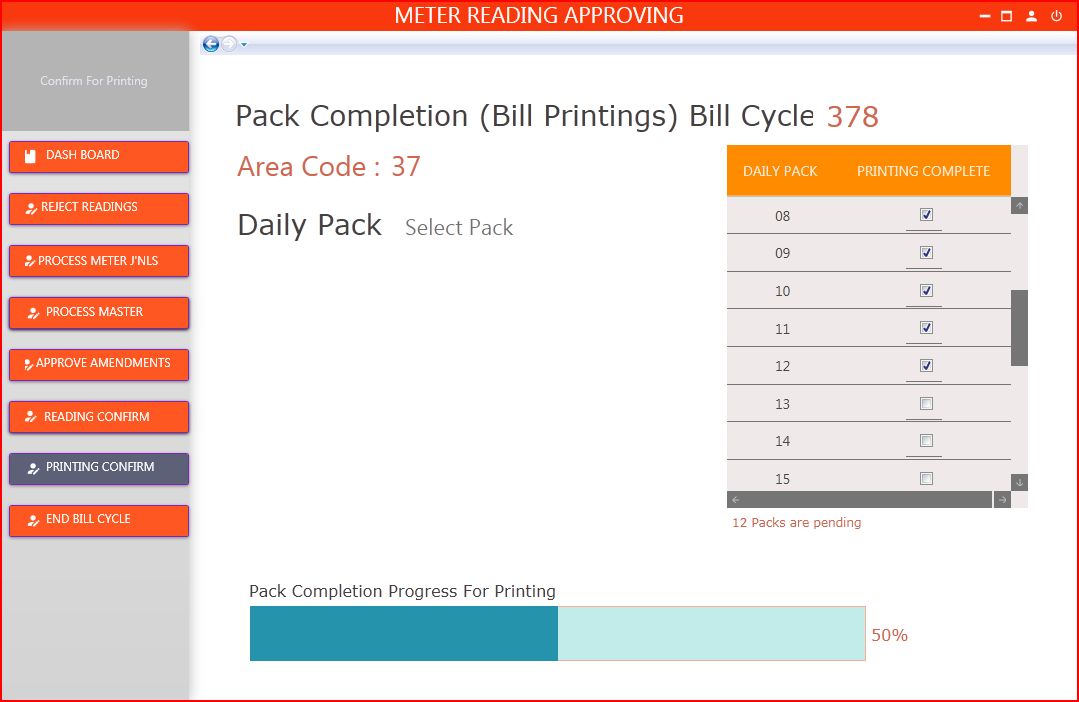 METER READING APPROVING
Confirm For Printing
DASH BOARD
REJECT READINGS
PROCESS METER J'NLS
PROCESS MASTER
APPROVE AMENDMENTS
READING CONFIRM
PRINTING CONFIRM
END BILL CYCLE
Pack Completion (Bill Printings) Bill Cycle 378
Area Code : 37
Daily Pack Select Pack
DAILY PACK PRINTING COMPLETE
08
09
10
11
12
13
14
15
12 Packs are pending
Pack Completion Progress For Printing
50%